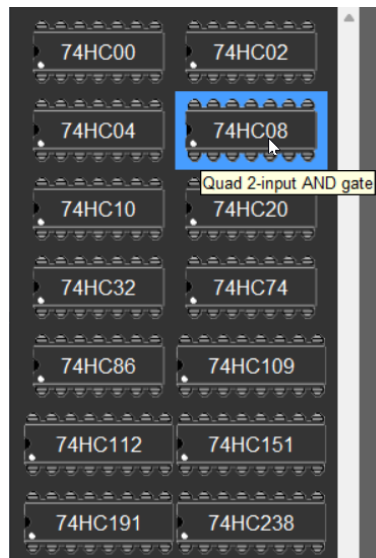 74HC00 74HC02
74HC04 74HC08
Quad 2-input AND gate
74HC10 74HC20
74HC32 74HC74
74HC86 74HC109
74HC112 74HC151
74HC191 74HC238